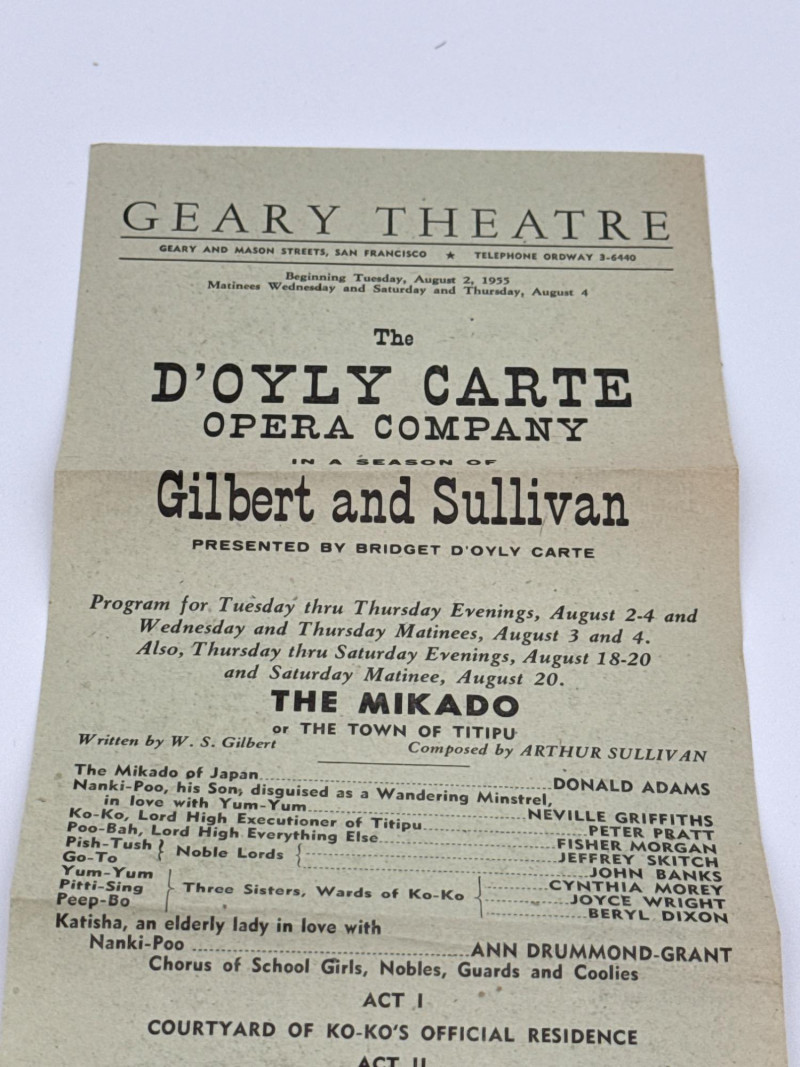 GEARY THEATRE
GEARY AND MASON STREETS, SAN FRANCISCO ★ TELEPHONE ORDWAY 3-6440
Beginning Tuesday, August 2, 1955
Matinees Wednesday and Saturday and Thursday, August 4
The
D'OYLY CARTE
OPERA COMPANY
IN A SEASON OF
Gilbert and Sullivan
PRESENTED BY BRIDGET D'OYLY CARTE
Program for Tuesday thru Thursday Evenings, August 2-4 and
Wednesday and Thursday Matinees, August 3 and 4.
Also, Thursday thru Saturday Evenings, August 18-20
and Saturday Matinee, August 20.
THE MIKADO
or THE TOWN OF TITIPU
Written by W. S. Gilbert Composed by ARTHUR SULLIVAN
The Mikado of Japan DONALD ADAMS
Nanki-Poo, his Son, disguised as a Wandering Minstrel,
in love with Yum-Yum NEVILLE GRIFFITHS
Ko-Ko, Lord High Executioner of Titipu PETER PRATT
Poo-Bah, Lord High Everything Else FISHER MORGAN
Pish-Tush } Noble Lords { JEFFREY SKITCH
Go-To JOHN BANKS
Yum-Yum CYNTHIA MOREY
Pitti-Sing } Three Sisters, Wards of Ko-Ko { JOYCE WRIGHT
Peep-Bo BERYL DIXON
Katisha, an elderly lady in love with
Nanki-Poo ANN DRUMMOND-GRANT
Chorus of School Girls, Nobles, Guards and Coolies
ACT I
COURTYARD OF KO-KO'S OFFICIAL RESIDENCE
ACT II